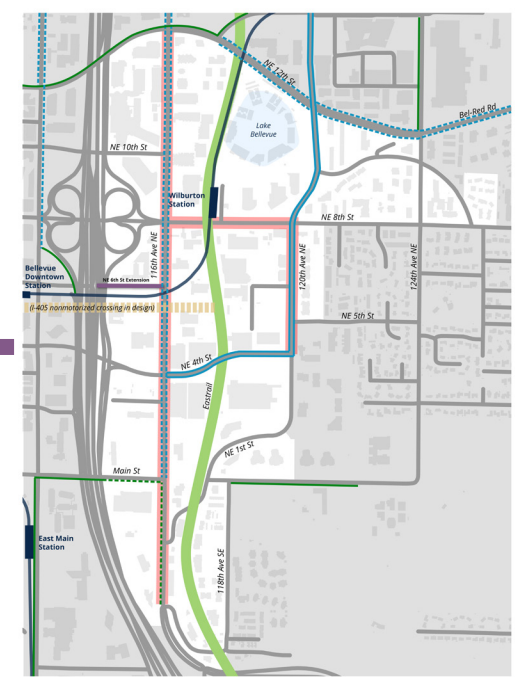 NE 12th St
Bel-Red Rd
Lake
Bellevue
NE 10th St
Wilburton
Station
NE 8th St
116th Ave NE
120th Ave NE
124th Ave NE
Bellevue
Downtown
Station
NE 6th St Extension
(I-405 nonmotorized crossing in design)
NE 5th St
NE 4th St
Eastrail
NE 1st St
Main St
East Main
Station
118th Ave SE